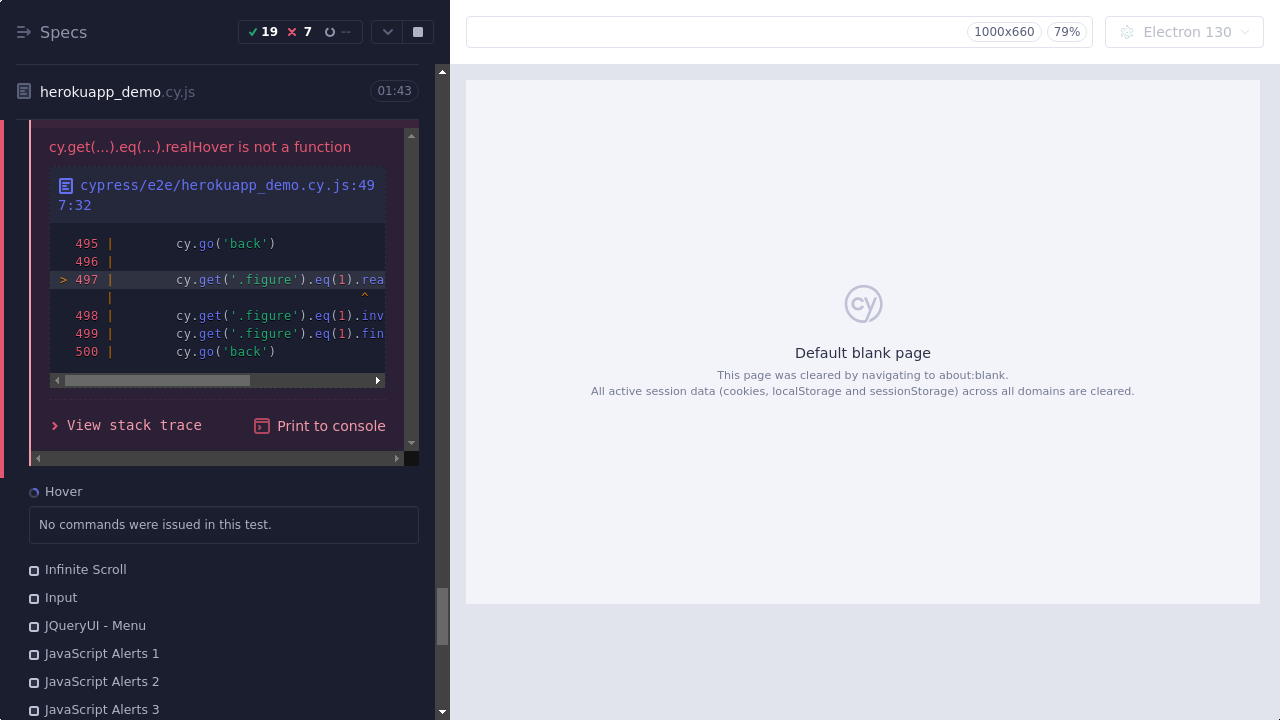 Specs
19
7
--
herokuapp_demo.cy.js
01:43
cy.get(...).eq(...).realHover is not a function
cypress/e2e/herokuapp_demo.cy.js:49
7:32
495 | cy.go('back')
496 |
> 497 | cy.get('.figure').eq(1).rea
| ^
498 | cy.get('.figure').eq(1).inv
499 | cy.get('.figure').eq(1).fin
500 | cy.go('back')
View stack trace
Print to console
Hover
No commands were issued in this test.
Infinite Scroll
Input
JQueryUI - Menu
JavaScript Alerts 1
JavaScript Alerts 2
JavaScript Alerts 3
1000x660
79%
Electron 130
cy
Default blank page
This page was cleared by navigating to about:blank.
All active session data (cookies, localStorage and sessionStorage) across all domains are cleared.